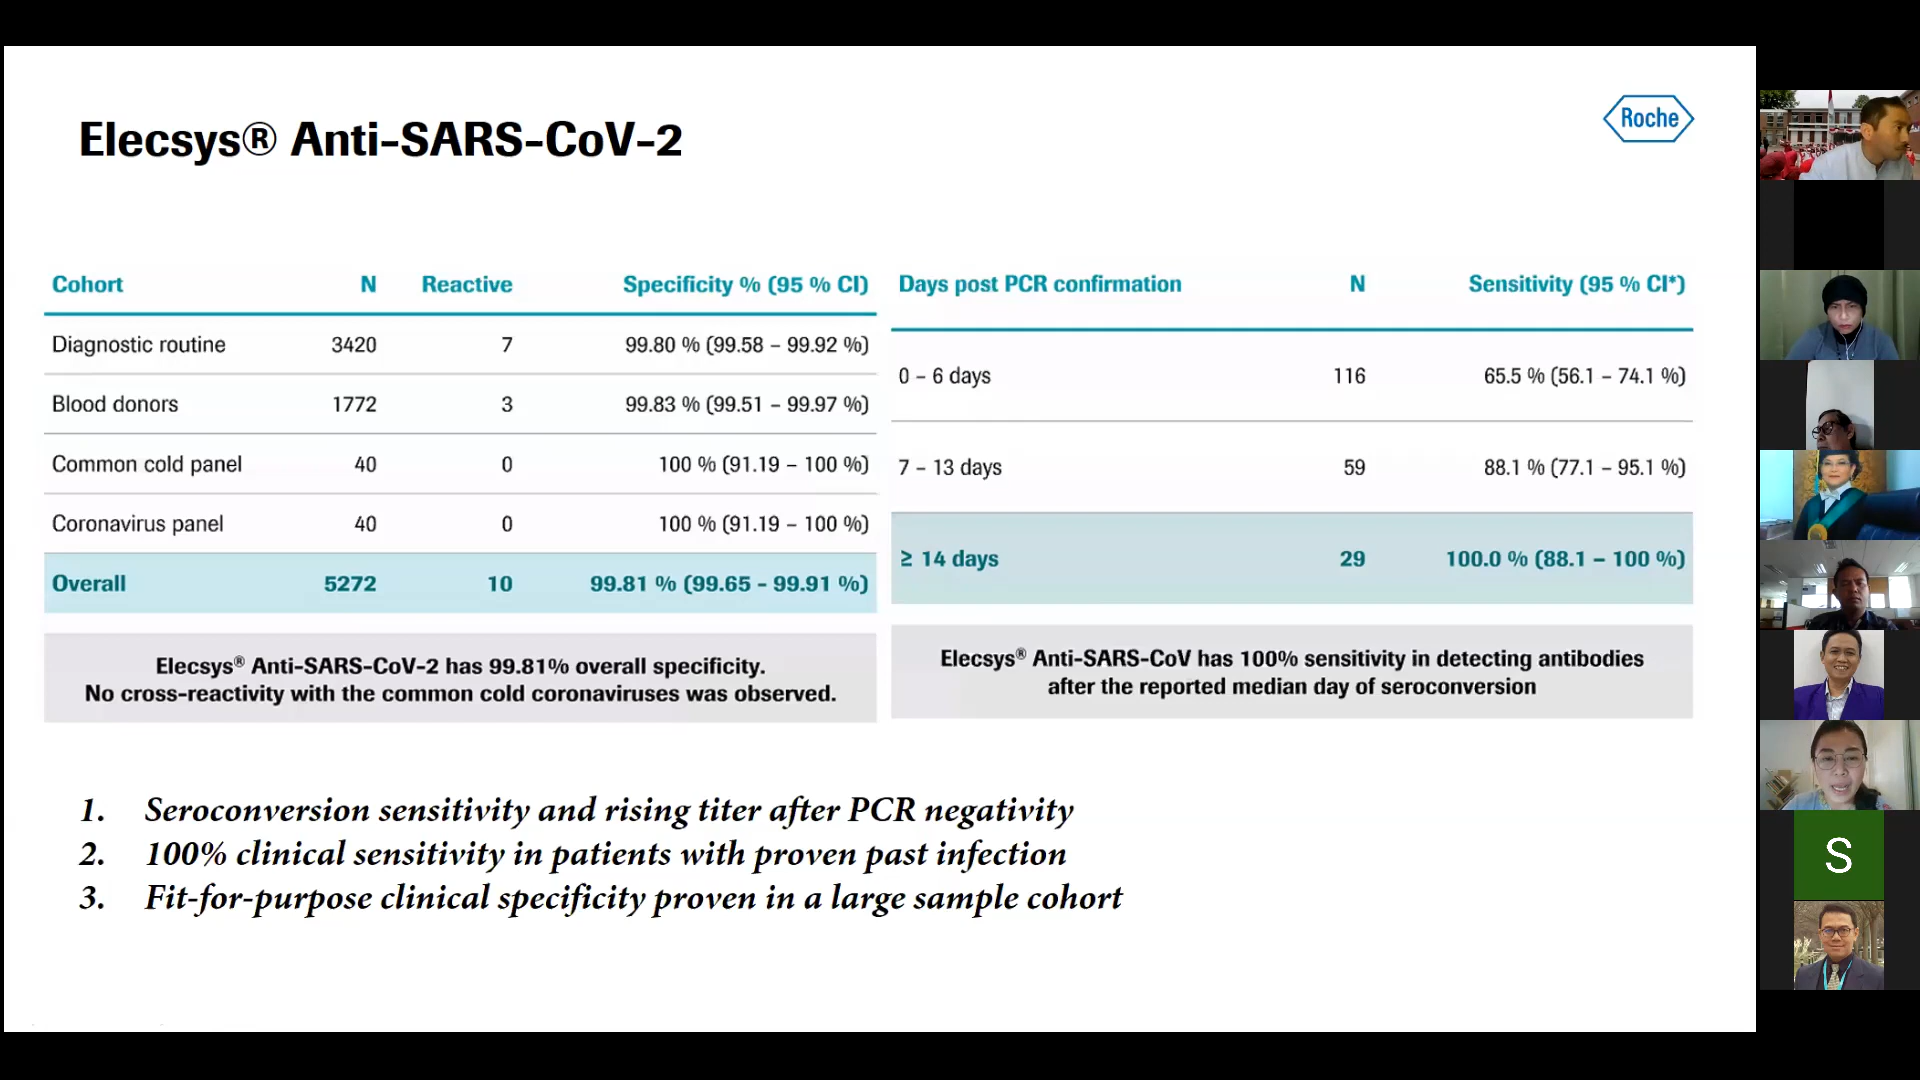 Elecsys® Anti-SARS-CoV-2
Roche
Cohort N Reactive Specificity % (95 % CI)
Diagnostic routine 3420 7 99.80 % (99.58 – 99.92 %)
Blood donors 1772 3 99.83 % (99.51 – 99.97 %)
Common cold panel 40 0 100 % (91.19 – 100 %)
Coronavirus panel 40 0 100 % (91.19 – 100 %)
Overall 5272 10 99.81 % (99.65 - 99.91 %)
Elecsys® Anti-SARS-CoV-2 has 99.81% overall specificity.
No cross-reactivity with the common cold coronaviruses was observed.
Days post PCR confirmation N Sensitivity (95 % CI*)
0 – 6 days 116 65.5 % (56.1 – 74.1 %)
7 – 13 days 59 88.1 % (77.1 – 95.1 %)
≥ 14 days 29 100.0 % (88.1 – 100 %)
Elecsys® Anti-SARS-CoV has 100% sensitivity in detecting antibodies
after the reported median day of seroconversion
1. Seroconversion sensitivity and rising titer after PCR negativity
2. 100% clinical sensitivity in patients with proven past infection
3. Fit-for-purpose clinical specificity proven in a large sample cohort
S